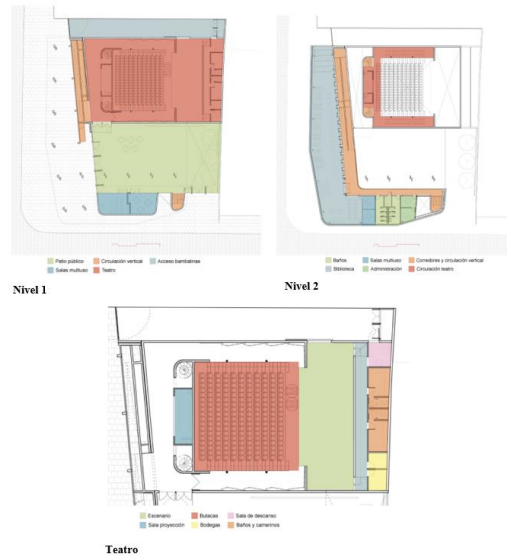 Patio público Circulación vertical Acceso bambalinas
Salas multiuso Teatro
Nivel 1
Baños Salas multiuso Corredores y circulación vertical
Biblioteca Administración Circulación teatro
Nivel 2
Escenario Butacas Sala de descanso
Sala proyección Bodegas Baños y camerinos
Teatro